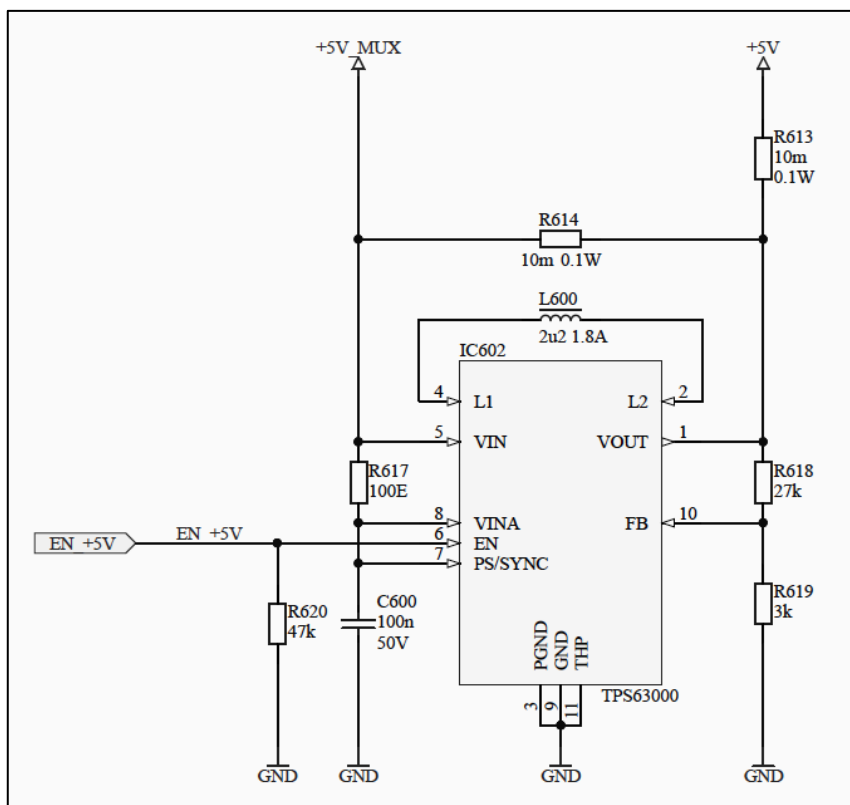 +5V_MUX
+5V
R613
10m
0.1W
R614
10m 0.1W
L600
2u2 1.8A
IC602
4
L1
L2
2
5
VIN
VOUT
1
R617
100E
R618
27k
8
VINA
FB
10
EN_+5V
EN_+5V
6
EN
7
PS/SYNC
R620
47k
C600
100n
50V
R619
3k
PGND
GND
THP
3
9
11
TPS63000
GND
GND
GND
GND